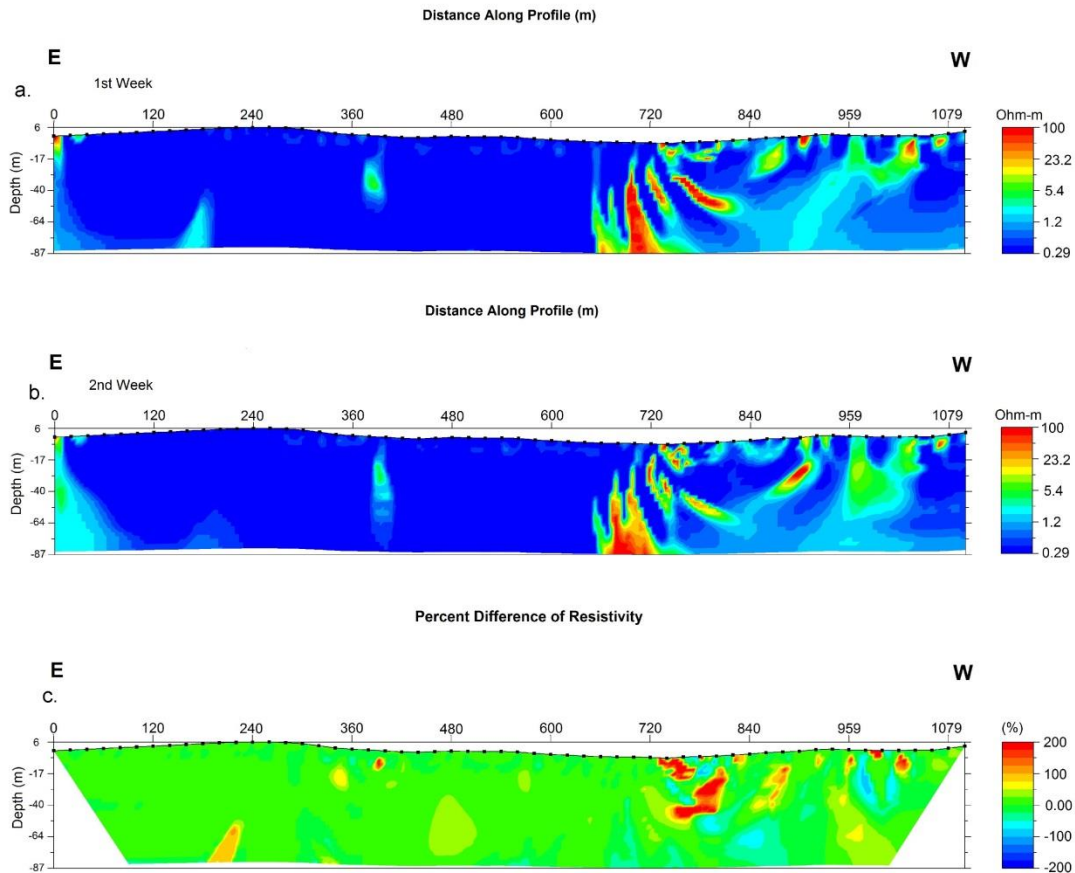 Distance Along Profile (m)
E W
a. 1st Week
0 120 240 360 480 600 720 840 959 1079
Ohm-m
6 -17 -40 -64 -87
Depth (m)
100 23.2 5.4 1.2 0.29
Distance Along Profile (m)
E W
b. 2nd Week
0 120 240 360 480 600 720 840 959 1079
Ohm-m
6 -17 -40 -64 -87
Depth (m)
100 23.2 5.4 1.2 0.29
Percent Difference of Resistivity
E W
c.
0 120 240 360 480 600 720 840 959 1079
(%)
6 -17 -40 -64 -87
Depth (m)
200 100 0.00 -100 -200